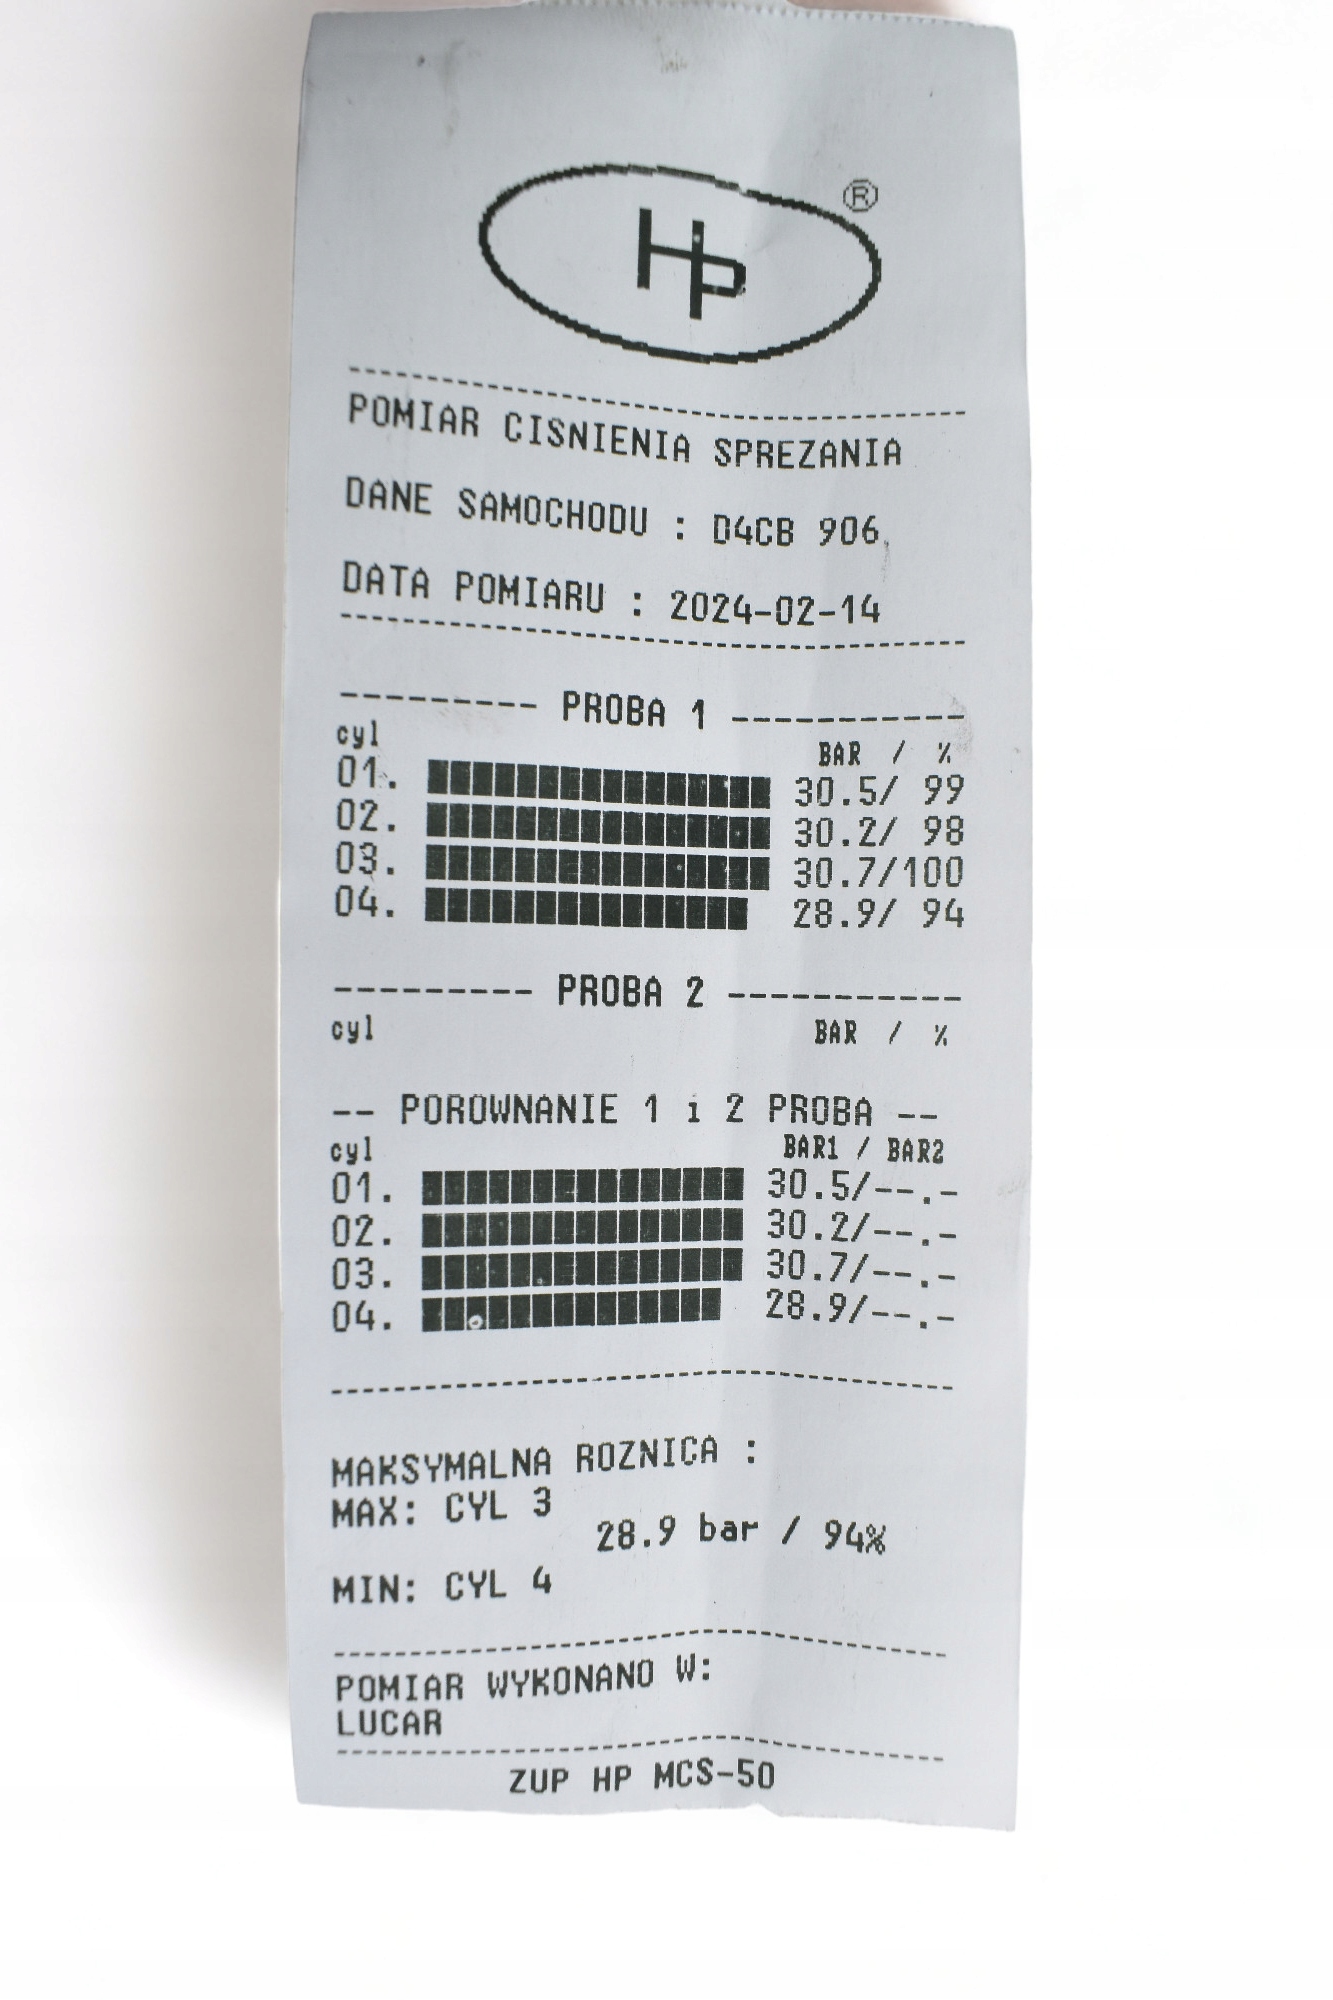 HP ®
POMIAR CISNIENIA SPREZANIA
DANE SAMOCHODU : D4CB 906,
DATA POMIARU : 2024-02-14
--------- PROBA 1 -----------
cyl BAR / %
01. 30.5/ 99
02. 30.2/ 98
03. 30.7/100
04. 28.9/ 94
--------- PROBA 2 -----------
cyl BAR / %
-- POROWNANIE 1 i 2 PROBA --
cyl BAR1 / BAR2
01. 30.5/--.-
02. 30.2/--.-
03. 30.7/--.-
04. 28.9/--.-
MAKSYMALNA ROZNICA :
MAX: CYL 3
28.9 bar / 94%
MIN: CYL 4
POMIAR WYKONANO W:
LUCAR
ZUP HP MCS-50